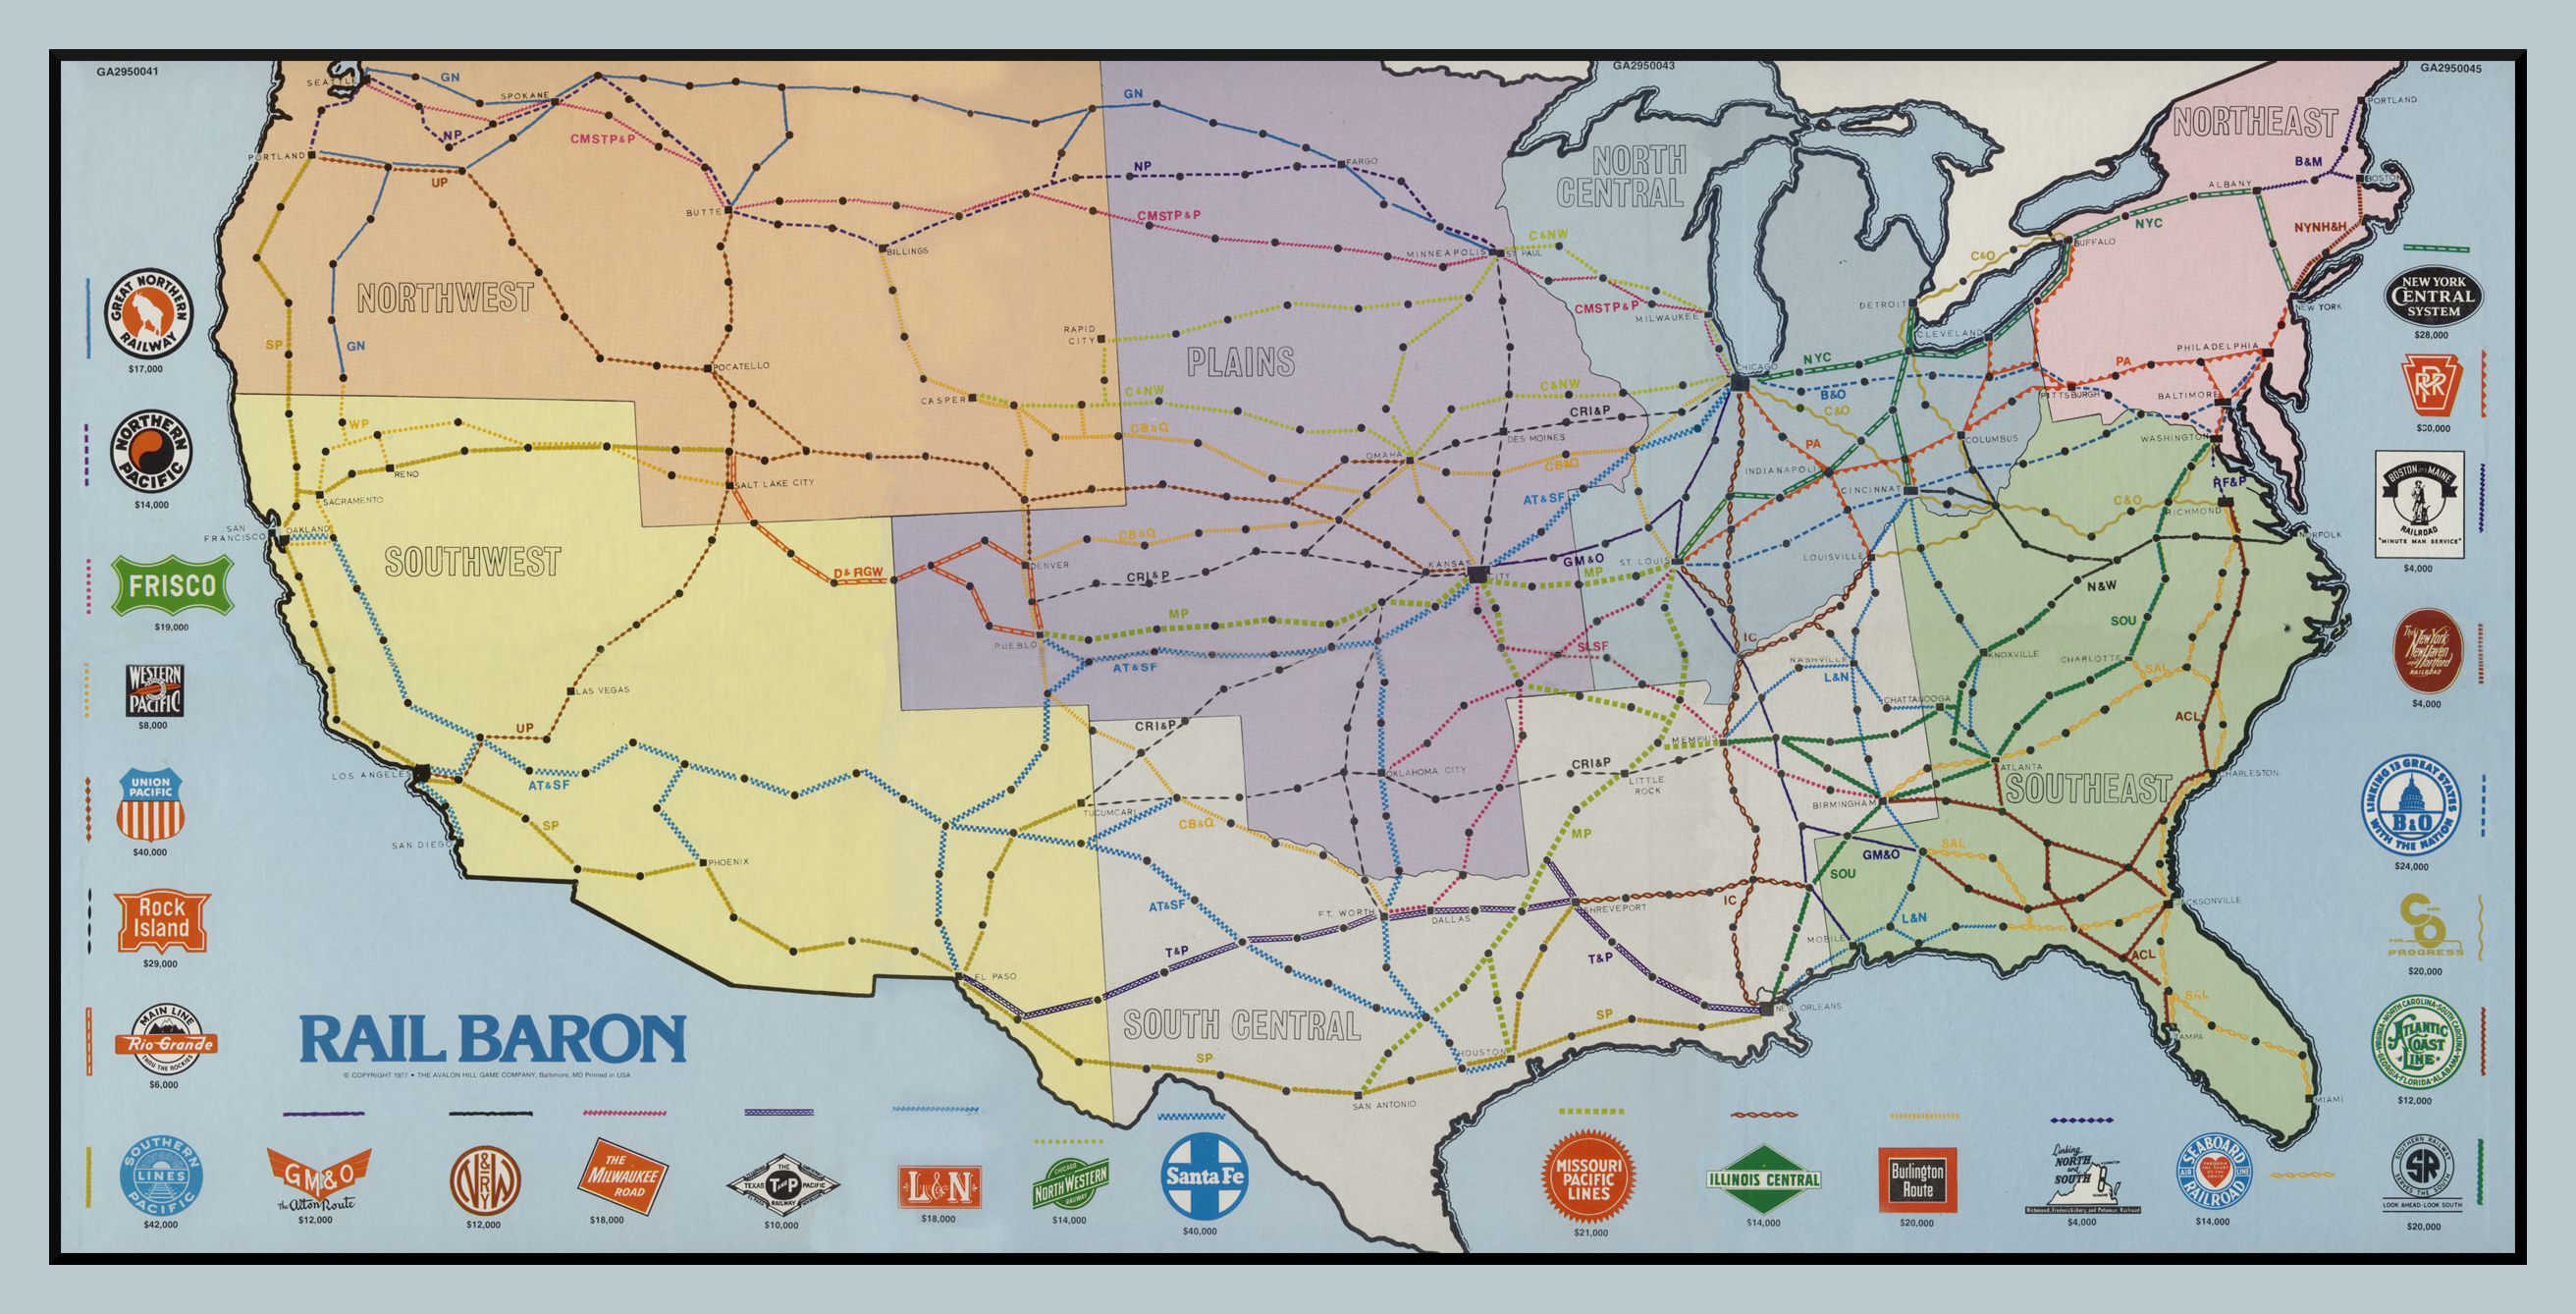 GA2950041
GA2950043
GA2950045
SEATTLE
GN
SPOKANE
NP
CMSTP&P
PORTLAND
UP
BUTTE
BILLINGS
NORTHWEST
SP
GN
POCATELLO
CASPER
RAPID
CITY
WP
RENO
SACRAMENTO
SALT LAKE CITY
SAN
FRANCISCO
OAKLAND
SOUTHWEST
D&RGW
LAS VEGAS
UP
LOS ANGELES
AT&SF
SP
SAN DIEGO
PHOENIX
EL PASO
TUCUMCARI
GN
NP
FARGO
CMSTP&P
MINNEAPOLIS
ST. PAUL
PLAINS
C&NW
CB&Q
C&NW
CRI&P
DES MOINES
OMAHA
CB&Q
CB&Q
DENVER
CRI&P
KANSAS
CITY
MP
PUEBLO
AT&SF
AT&SF
GM&O
MP
SLSF
CRI&P
OKLAHOMA CITY
CB&Q
NORTH
CENTRAL
C&NW
CMSTP&P
MILWAUKEE
CHICAGO
NYC
B&O
C&O
PA
DETROIT
CLEVELAND
COLUMBUS
INDIANAPOLIS
CINCINNATI
ST. LOUIS
LOUISVILLE
IC
C&O
BUFFALO
NORTHEAST
PORTLAND
B&M
BOSTON
ALBANY
NYC
NYNH&H
NEW YORK
PHILADELPHIA
PA
PITTSBURGH
BALTIMORE
WASHINGTON
RF&P
C&O
RICHMOND
NORFOLK
N&W
SOU
KNOXVILLE
CHARLOTTE
SAL
NASHVILLE
L&N
CHATTANOOGA
ACL
MEMPHIS
CRI&P
LITTLE
ROCK
ATLANTA
SOUTHEAST
CHARLESTON
BIRMINGHAM
MP
GM&O
SAL
SOU
AT&SF
T&P
FT. WORTH
DALLAS
SHREVEPORT
IC
T&P
L&N
MOBILE
JACKSONVILLE
ACL
SAL
TAMPA
MIAMI
SOUTH CENTRAL
SP
HOUSTON
SP
NEW ORLEANS
SAN ANTONIO
GREAT NORTHERN
RAILWAY
$17,000
NORTHERN
PACIFIC
$14,000
FRISCO
$19,000
WESTERN
PACIFIC
$8,000
UNION
PACIFIC
$40,000
Rock
Island
$29,000
MAIN LINE
Rio Grande
THRU THE ROCKIES
$6,000
RAIL BARON
© COPYRIGHT 1977 • THE AVALON HILL GAME COMPANY, Baltimore, MD Printed in USA
SOUTHERN
LINES
PACIFIC
$42,000
GM&O
The Alton Route
$12,000
N&W
RY
$12,000
THE
MILWAUKEE
ROAD
$18,000
THE
TEXAS T AND P PACIFIC
RAILWAY
$10,000
L&N
$18,000
CHICAGO
NORTH WESTERN
RAILWAY
$14,000
Santa Fe
$40,000
MISSOURI
PACIFIC
LINES
$21,000
ILLINOIS CENTRAL
$14,000
Burlington
Route
$20,000
Linking
NORTH
and
SOUTH
Richmond, Fredericksburg and Potomac Railroad
$4,000
SEABOARD
AIR LINE
RAILROAD
THROUGH THE HEART OF THE SOUTH
$14,000
SOUTHERN RAILWAY
SR
SERVES THE SOUTH
LOOK AHEAD-LOOK SOUTH
$20,000
NEW YORK
CENTRAL
SYSTEM
$28,000
PRR
$30,000
BOSTON and MAINE
RAILROAD
"MINUTE MAN SERVICE"
$4,000
The New York
New Haven
and Hartford
RAILROAD
$4,000
LINKING 13 GREAT STATES
B&O
WITH THE NATION
$24,000
C AND O
FOR
PROGRESS
$20,000
VIRGINIA-NORTH CAROLINA-SOUTH CAROLINA
ATLANTIC
COAST
LINE
GEORGIA-FLORIDA-ALABAMA
$12,000